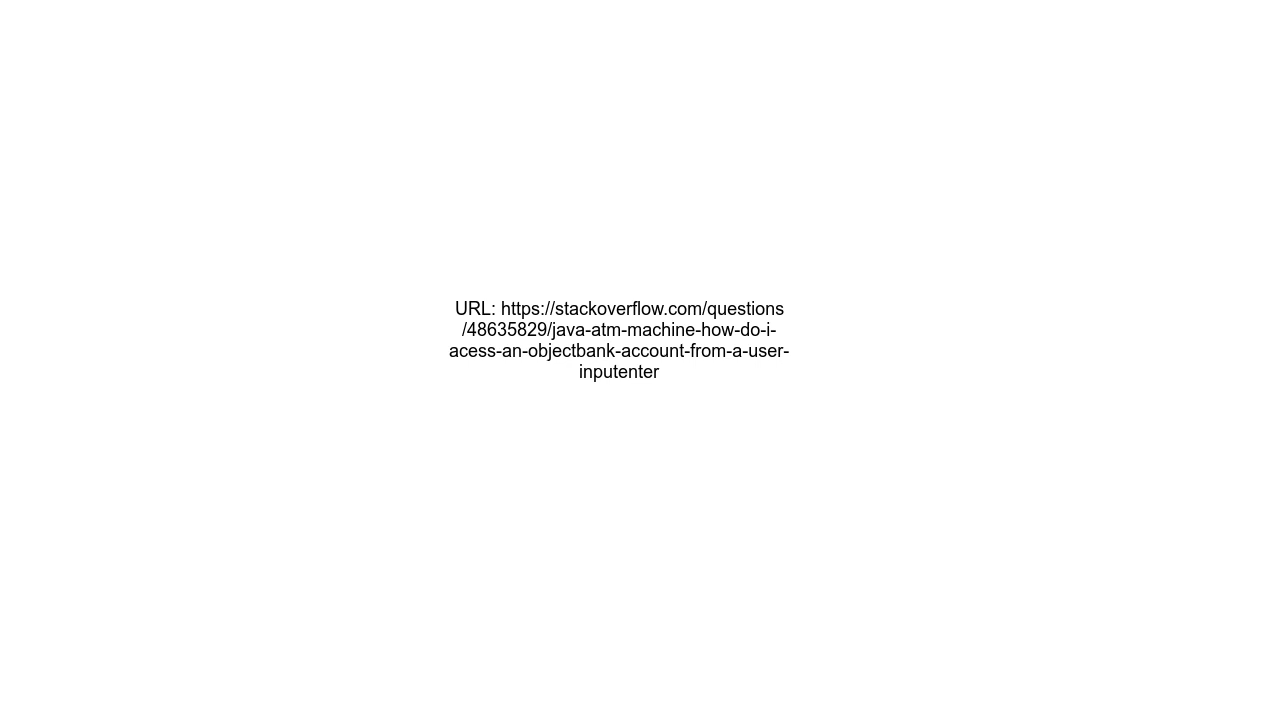 URL: https://stackoverflow.com/questions
/48635829/java-atm-machine-how-do-i-
acess-an-objectbank-account-from-a-user-
inputenter